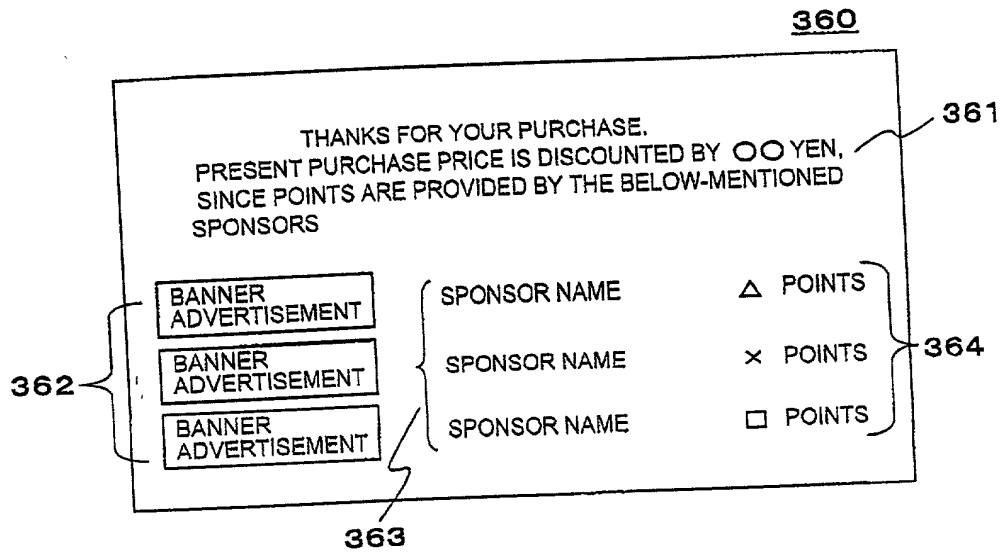 360
THANKS FOR YOUR PURCHASE.
PRESENT PURCHASE PRICE IS DISCOUNTED BY ○○ YEN,
SINCE POINTS ARE PROVIDED BY THE BELOW-MENTIONED
SPONSORS
361
BANNER
ADVERTISEMENT
SPONSOR NAME
△ POINTS
BANNER
ADVERTISEMENT
SPONSOR NAME
× POINTS
BANNER
ADVERTISEMENT
SPONSOR NAME
□ POINTS
362
364
363